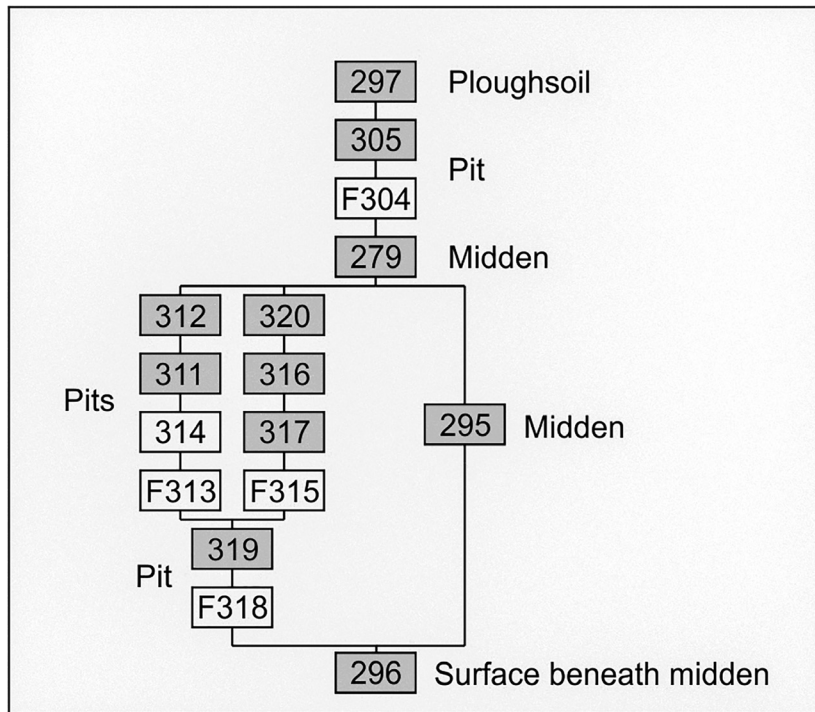 297 Ploughsoil
305
Pit
F304
279 Midden
312 320
311 316
Pits
295 Midden
314 317
F313 F315
319
Pit
F318
296 Surface beneath midden